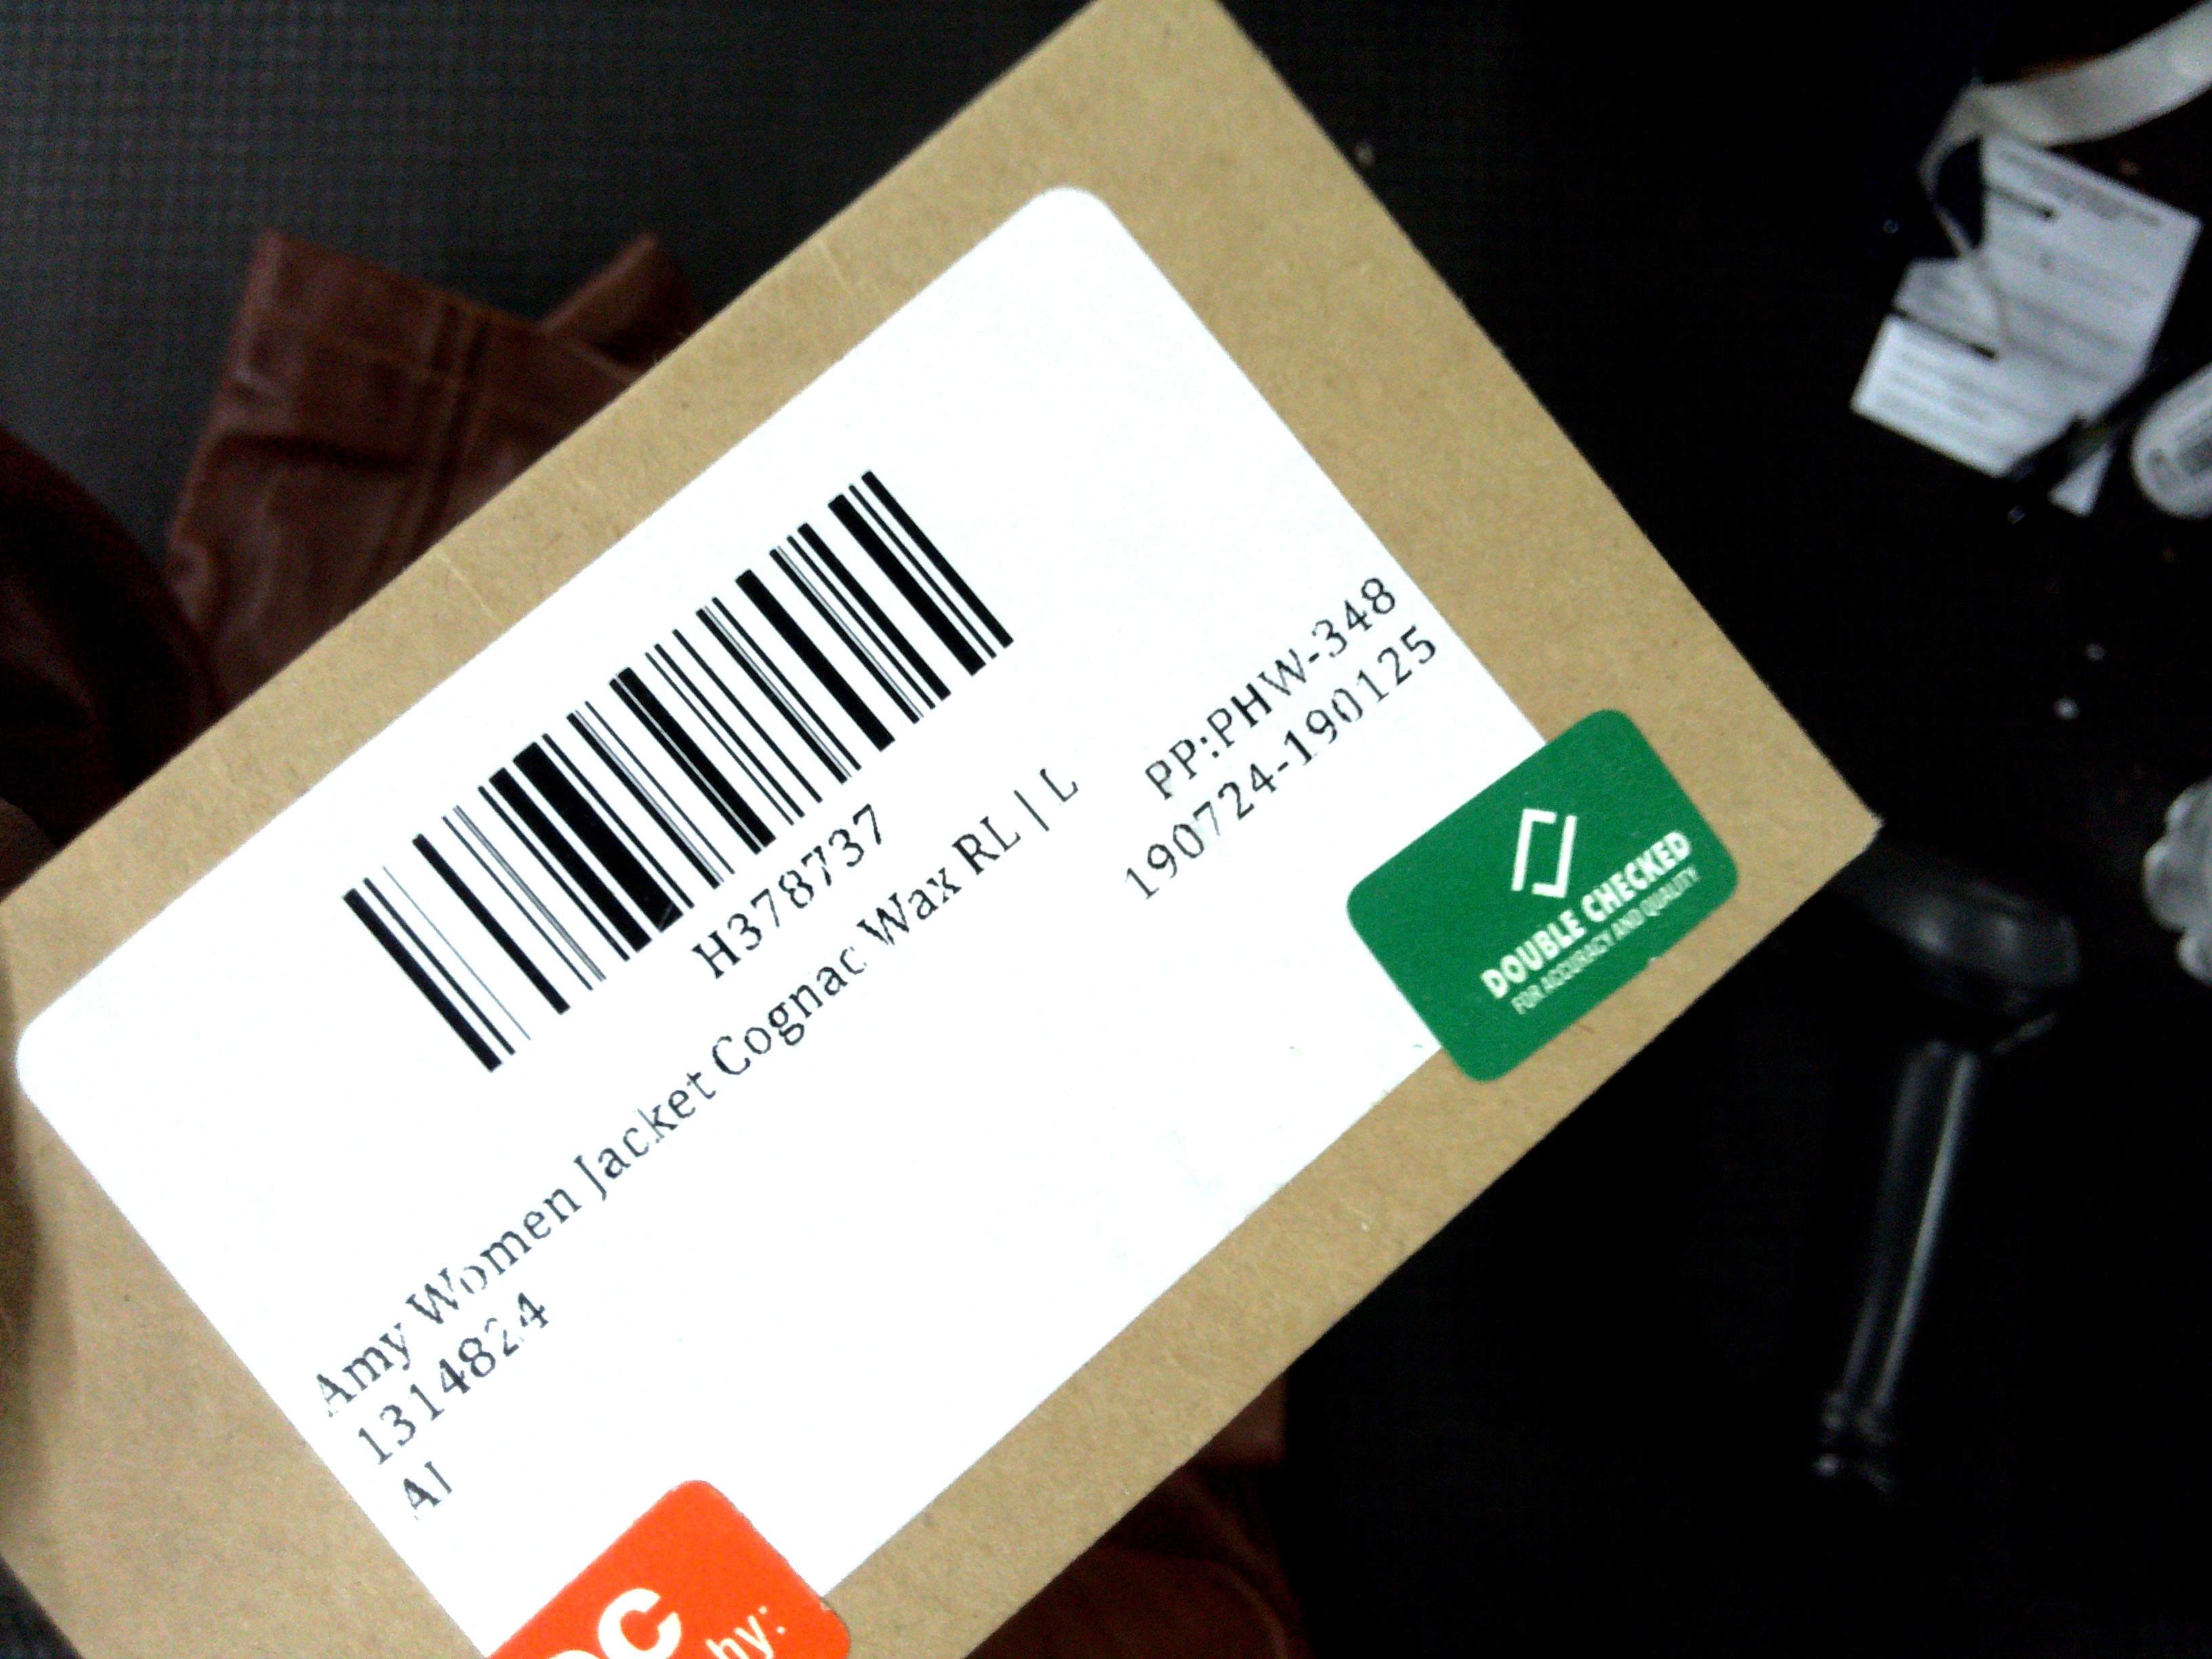 H378737
Amy Women Jacket Cognac Wax RL | L
PP:PHW-348
1314824
190724-190125
AI
DOUBLE CHECKED
FOR ACCURACY AND QUALITY
by: